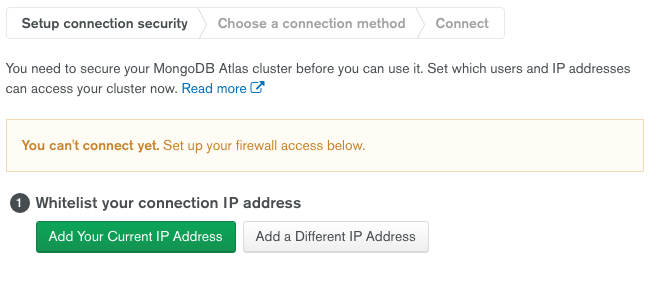 Setup connection security
Choose a connection method
Connect
You need to secure your MongoDB Atlas cluster before you can use it. Set which users and IP addresses
can access your cluster now. Read more
You can't connect yet. Set up your firewall access below.
1 Whitelist your connection IP address
Add Your Current IP Address
Add a Different IP Address